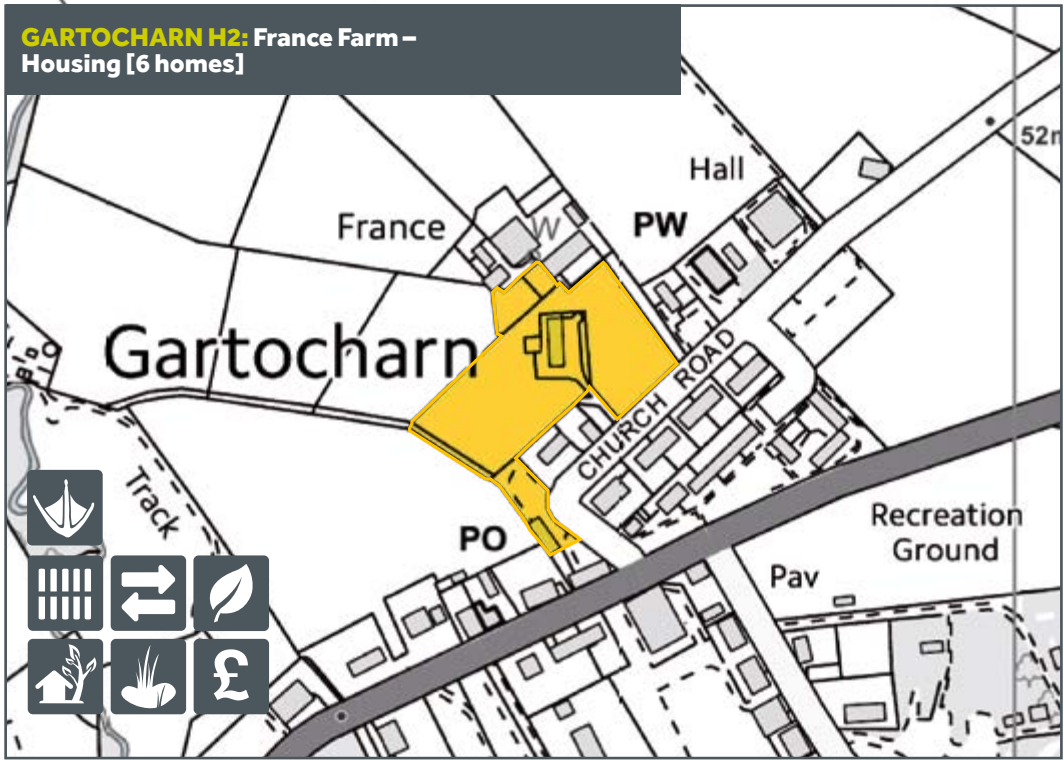 GARTOCHARN H2: France Farm –
Housing [6 homes]
52m
Hall
France
W
PW
Gartocharn
CHURCH ROAD
Track
PO
Recreation
Ground
Pav
£